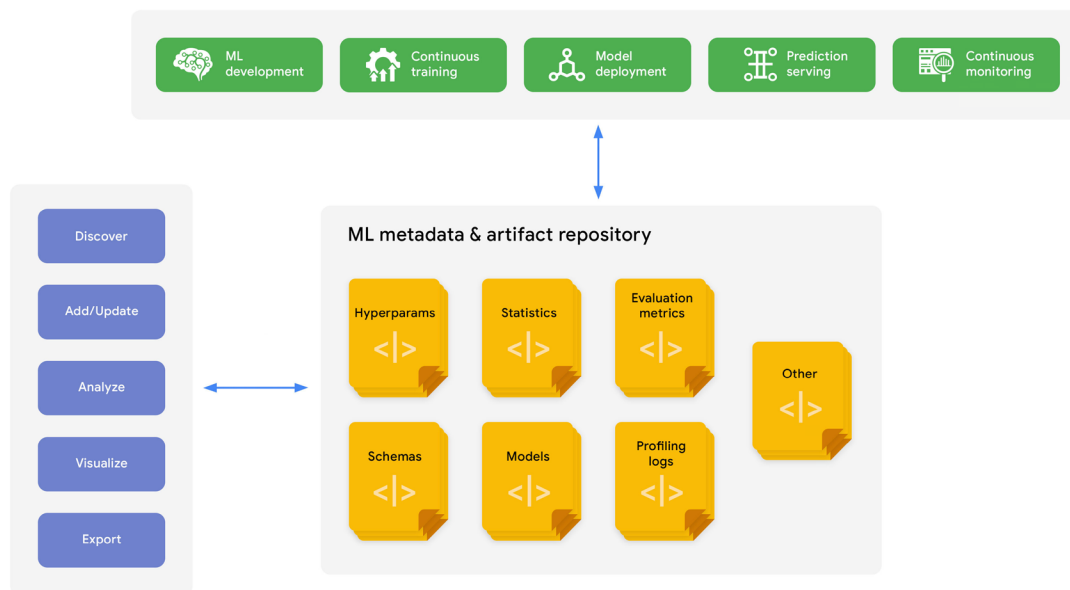 ML
development
Continuous
training
Model
deployment
Prediction
serving
Continuous
monitoring
Discover
Add/Update
Analyze
Visualize
Export
ML metadata & artifact repository
Hyperparams
Statistics
Evaluation
metrics
Other
Schemas
Models
Profiling
logs